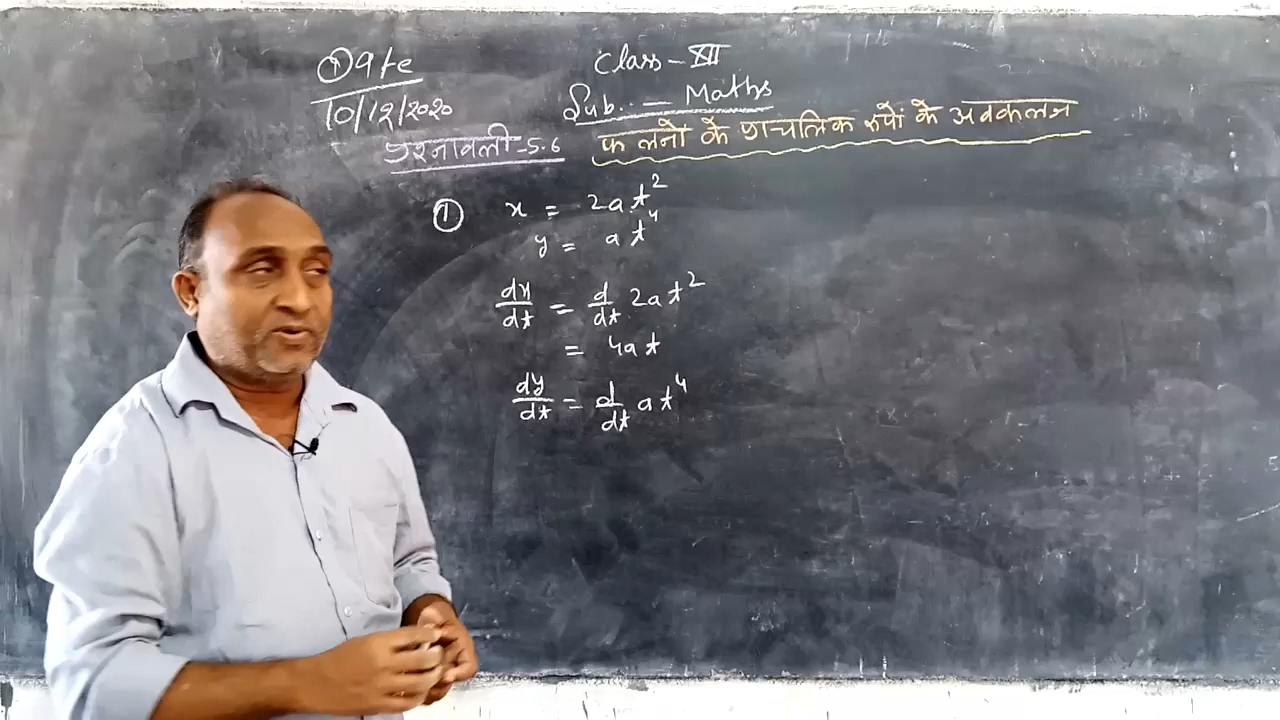 Date
10/12/2020
Class - XII
Sub. - Maths
प्रश्नावली - 5.6
फलनों के प्राचलिक रूपों के अवकलन
① x = 2at²
y = at⁴
dx/dt = d/dt 2at²
= 4at
dy/dt = d/dt at⁴